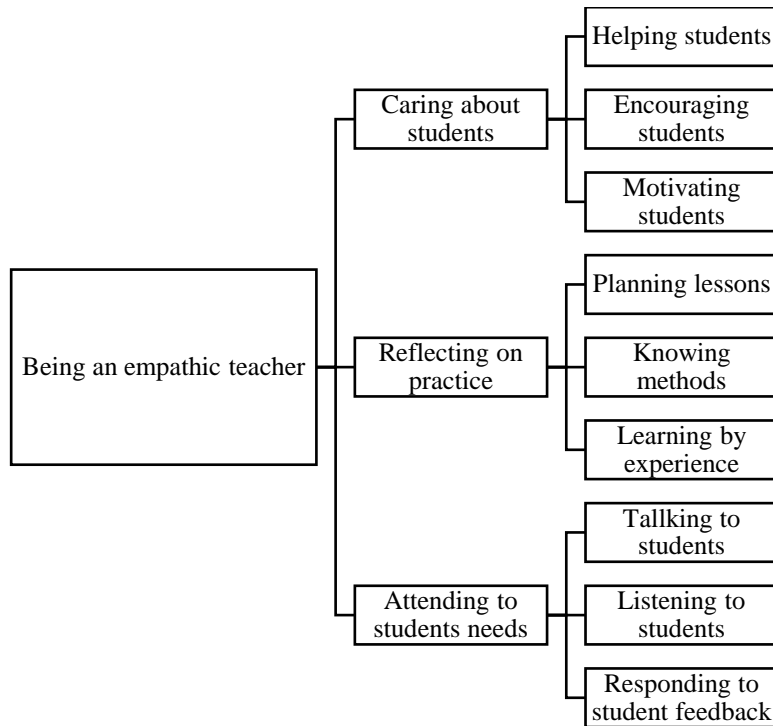 Being an empathic teacher
Caring about
students
Helping students
Encouraging
students
Motivating
students
Reflecting on
practice
Planning lessons
Knowing
methods
Learning by
experience
Attending to
students needs
Tallking to
students
Listening to
students
Responding to
student feedback